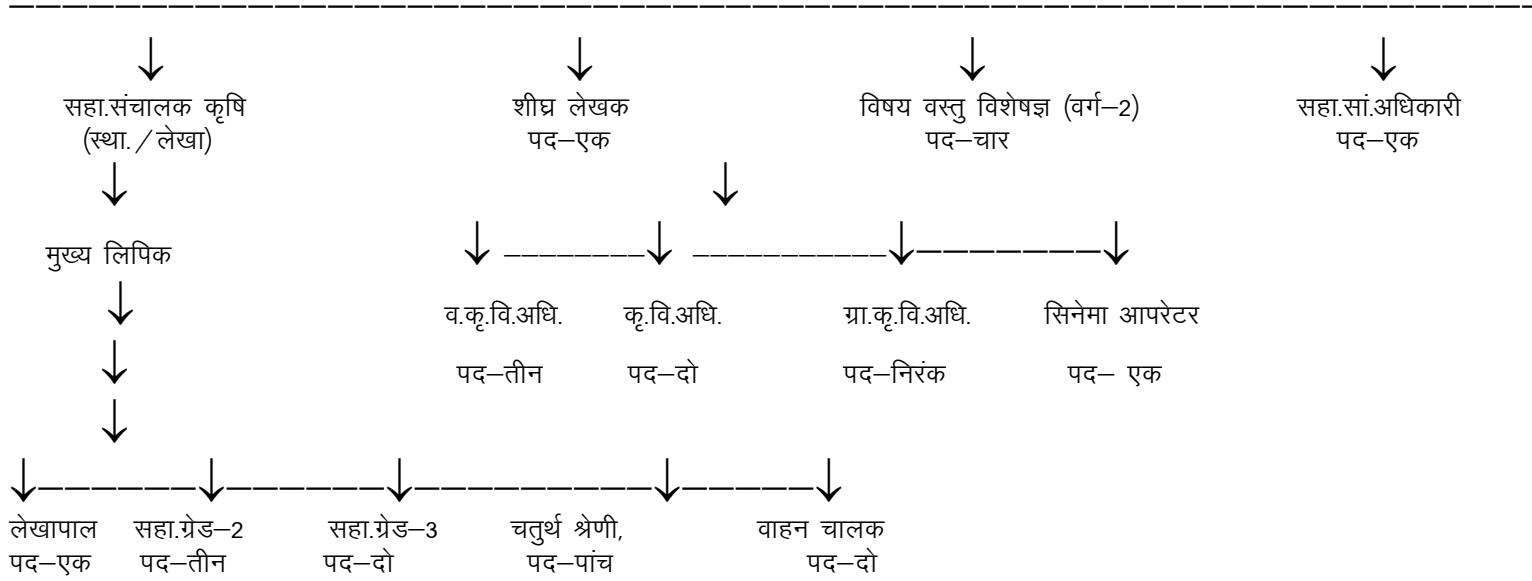 सहा.संचालक कृषि शीघ्र लेखक विषय वस्तु विशेषज्ञ (वर्ग–2) सहा.सां.अधिकारी
(स्था. / लेखा) पद–एक पद–चार पद–एक
मुख्य लिपिक
व.कृ.वि.अधि. कृ.वि.अधि. ग्रा.कृ.वि.अधि. सिनेमा आपरेटर
पद–तीन पद–दो पद–निरंक पद– एक
लेखापाल सहा.ग्रेड–2 सहा.ग्रेड–3 चतुर्थ श्रेणी, वाहन चालक
पद–एक पद–तीन पद–दो पद–पांच पद–दो